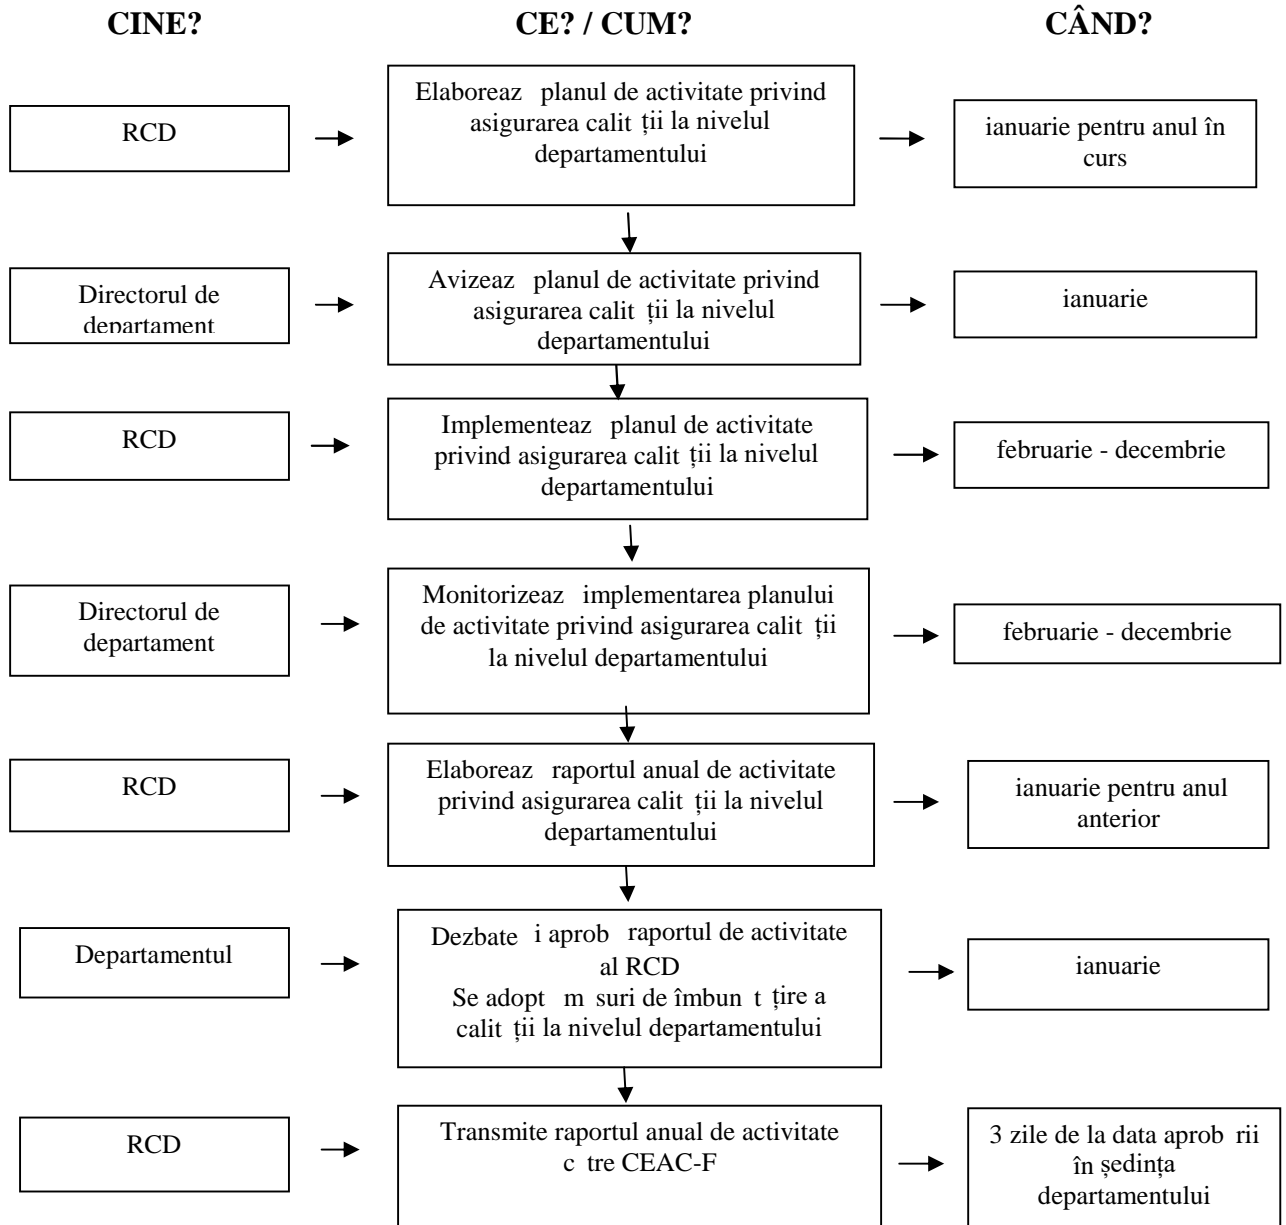 CINE? CE? / CUM? CÂND?
RCD
Elaboreaz planul de activitate privind
asigurarea calit ții la nivelul
departamentului
ianuarie pentru anul în
curs
Directorul de
departament
Avizeaz planul de activitate privind
asigurarea calit ții la nivelul
departamentului
ianuarie
RCD
Implementeaz planul de activitate
privind asigurarea calit ții la nivelul
departamentului
februarie - decembrie
Directorul de
departament
Monitorizeaz implementarea planului
de activitate privind asigurarea calit ții
la nivelul departamentului
februarie - decembrie
RCD
Elaboreaz raportul anual de activitate
privind asigurarea calit ții la nivelul
departamentului
ianuarie pentru anul
anterior
Departamentul
Dezbate i aprob raportul de activitate
al RCD
Se adopt m suri de îmbun t țire a
calit ții la nivelul departamentului
ianuarie
RCD
Transmite raportul anual de activitate
c tre CEAC-F
3 zile de la data aprob rii
în ședința
departamentului